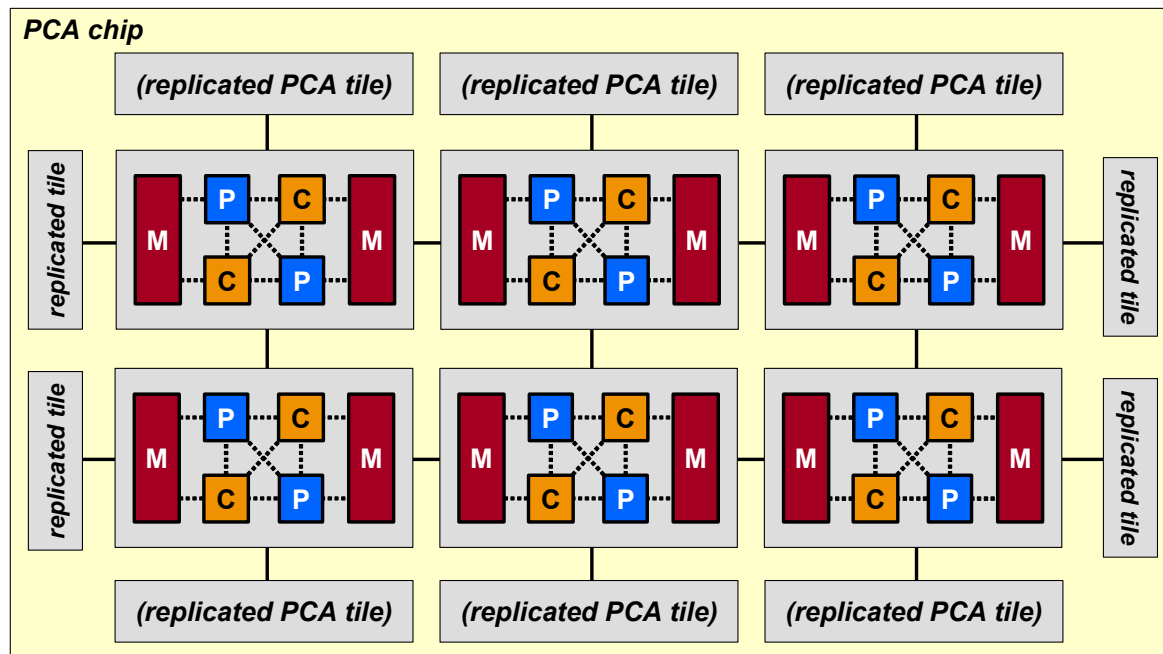 PCA chip
(replicated PCA tile) (replicated PCA tile) (replicated PCA tile)
replicated tile
M P C C P M
M P C C P M
M P C C P M
replicated tile
replicated tile
M P C C P M
M P C C P M
M P C C P M
replicated tile
(replicated PCA tile) (replicated PCA tile) (replicated PCA tile)